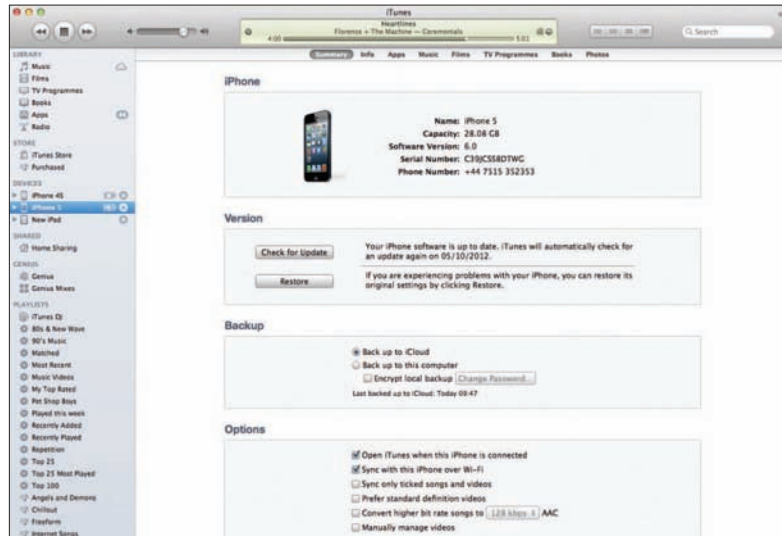 iTunes
Heartlines
Florence + The Machine — Ceremonials
4:00
5:02
Search
Summary Info Apps Music Films TV Programmes Books Photos
LIBRARY
Music
Films
TV Programmes
Books
Apps
Radio
STORE
iTunes Store
Purchased
DEVICES
iPhone 4S
iPhone 5
New iPad
SHARED
Home Sharing
GENIUS
Genius
Genius Mixes
PLAYLISTS
iTunes DJ
80s & New Wave
90's Music
Matched
Most Recent
Music Videos
My Top Rated
Pet Shop Boys
Played this week
Recently Added
Recently Played
Repetition
Top 25
Top 25 Most Played
Top 100
Angels and Demons
Chillout
Freeform
Internet Songs
iPhone
Name: iPhone 5
Capacity: 28.08 GB
Software Version: 6.0
Serial Number: C39JCSS8DTWG
Phone Number: +44 7515 352353
Version
Check for Update
Your iPhone software is up to date. iTunes will automatically check for
an update again on 05/10/2012.
Restore
If you are experiencing problems with your iPhone, you can restore its
original settings by clicking Restore.
Backup
Back up to iCloud
Back up to this computer
Encrypt local backup Change Password...
Last backed up to iCloud: Today 09:47
Options
Open iTunes when this iPhone is connected
Sync with this iPhone over Wi-Fi
Sync only ticked songs and videos
Prefer standard definition videos
Convert higher bit rate songs to 128 kbps AAC
Manually manage videos